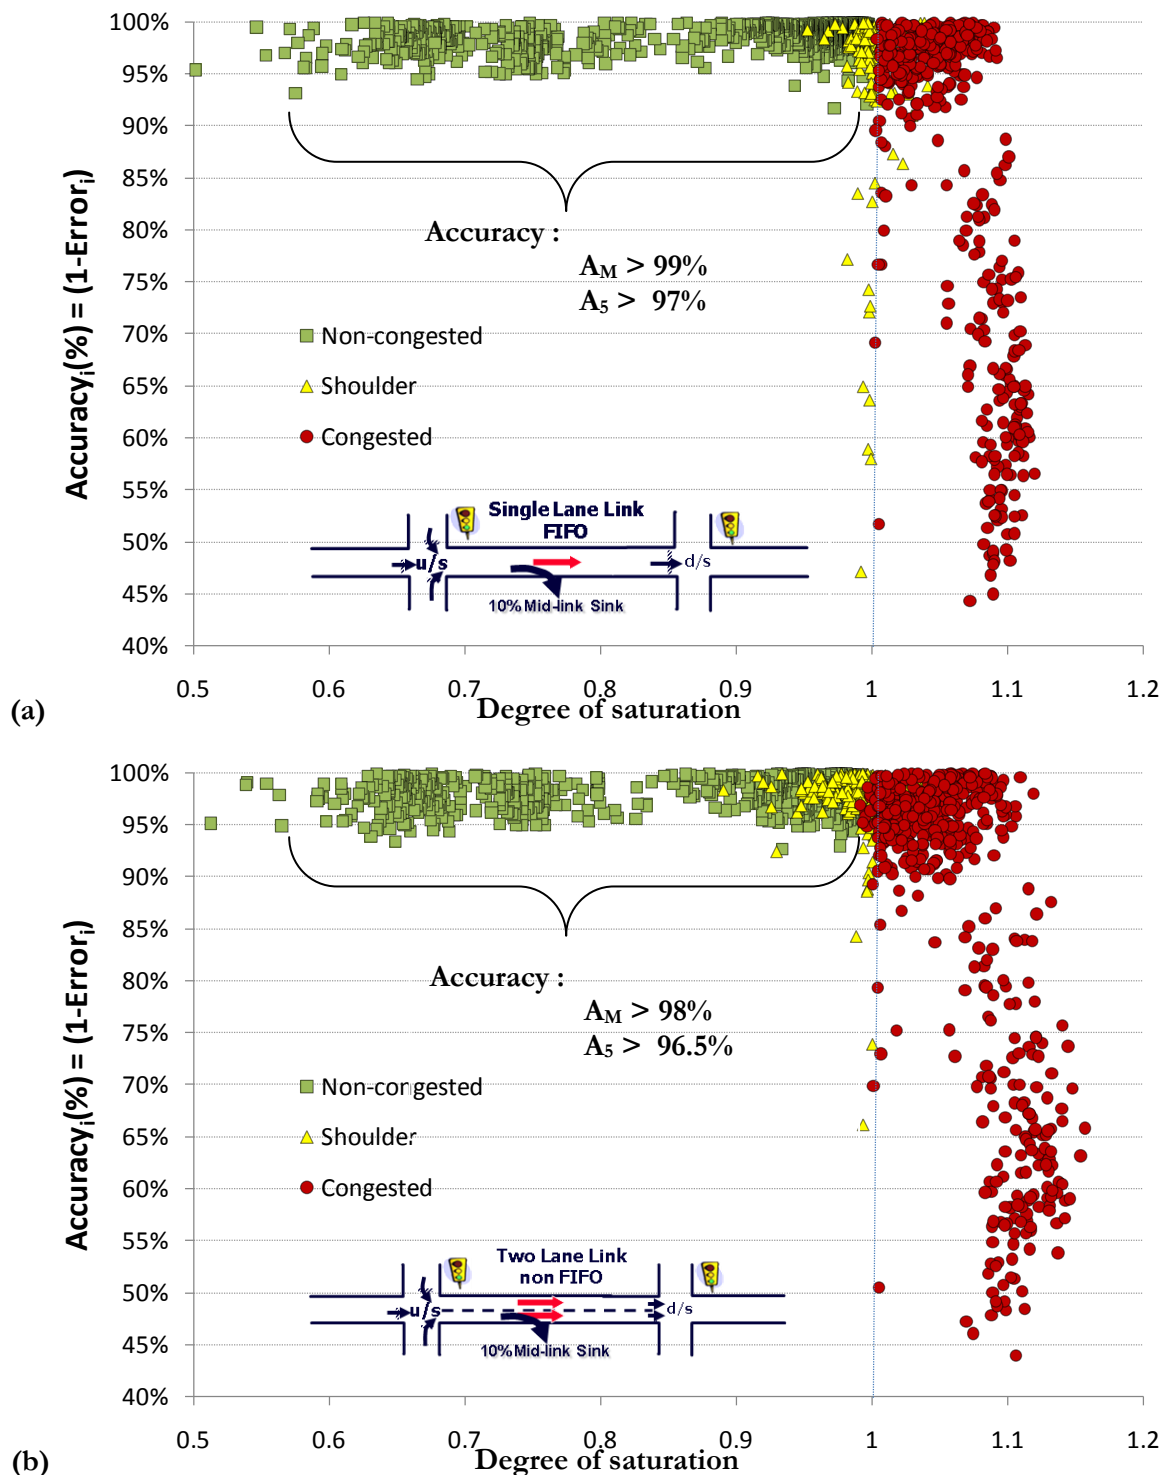 100%
95%
90%
85%
80%
75%
70%
65%
60%
55%
50%
45%
40%
Accuracyᵢ(%) = (1-Errorᵢ)
Accuracy :
A_M > 99%
A_5 > 97%
Non-congested
Shoulder
Congested
Single Lane Link
FIFO
u/s
d/s
10% Mid-link Sink
0.5 0.6 0.7 0.8 0.9 1 1.1 1.2
Degree of saturation
(a)
100%
95%
90%
85%
80%
75%
70%
65%
60%
55%
50%
45%
40%
Accuracyᵢ(%) = (1-Errorᵢ)
Accuracy :
A_M > 98%
A_5 > 96.5%
Non-congested
Shoulder
Congested
Two Lane Link
non FIFO
u/s
d/s
10% Mid-link Sink
0.5 0.6 0.7 0.8 0.9 1 1.1 1.2
Degree of saturation
(b)